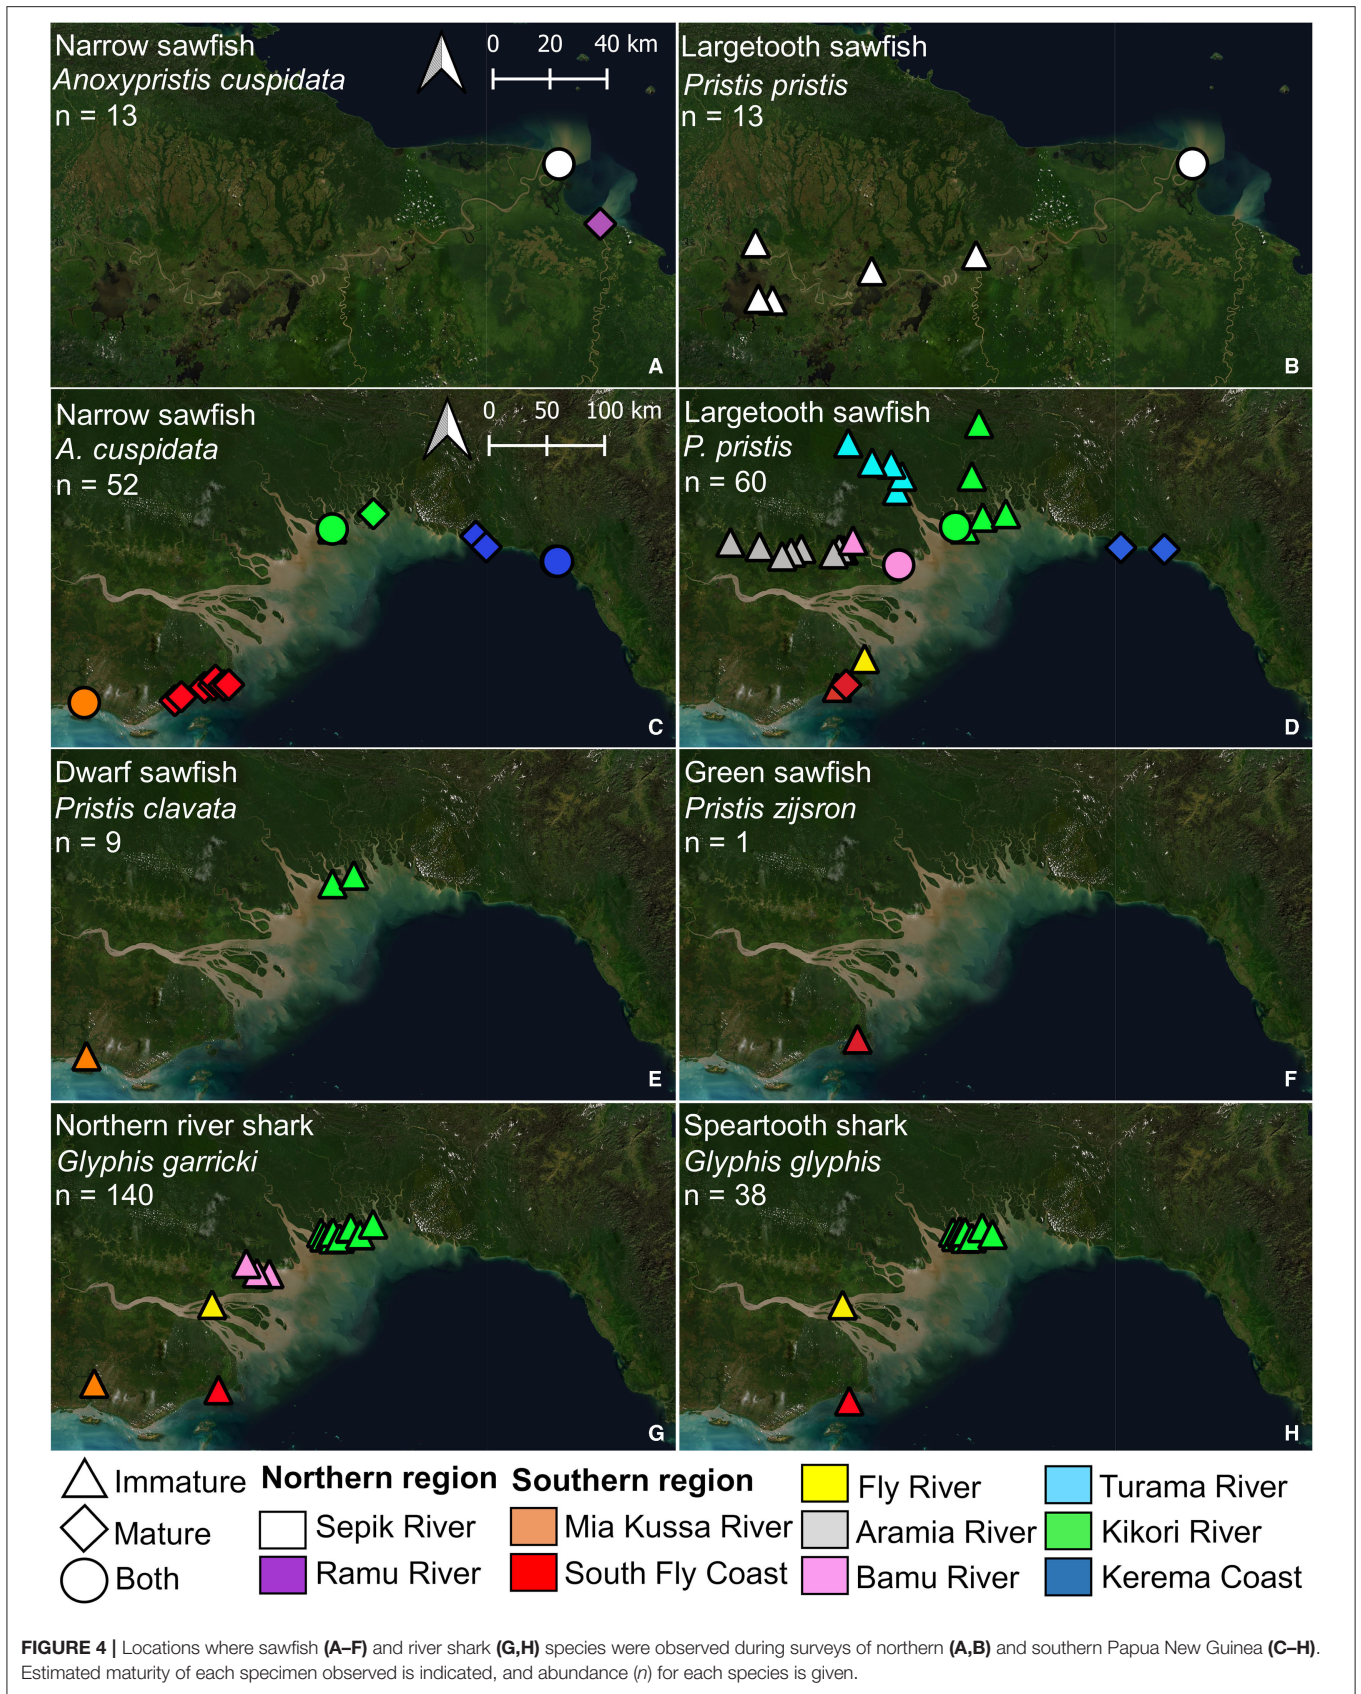 Narrow sawfish
Anoxypristis cuspidata
n = 13
0 20 40 km
A
Largetooth sawfish
Pristis pristis
n = 13
B
Narrow sawfish
A. cuspidata
n = 52
0 50 100 km
C
Largetooth sawfish
P. pristis
n = 60
D
Dwarf sawfish
Pristis clavata
n = 9
E
Green sawfish
Pristis zijsron
n = 1
F
Northern river shark
Glyphis garricki
n = 140
G
Speartooth shark
Glyphis glyphis
n = 38
H
Immature
Mature
Both
Northern region
Sepik River
Ramu River
Southern region
Mia Kussa River
South Fly Coast
Fly River
Aramia River
Bamu River
Turama River
Kikori River
Kerema Coast
FIGURE 4 | Locations where sawfish (A–F) and river shark (G,H) species were observed during surveys of northern (A,B) and southern Papua New Guinea (C–H).
Estimated maturity of each specimen observed is indicated, and abundance (n) for each species is given.